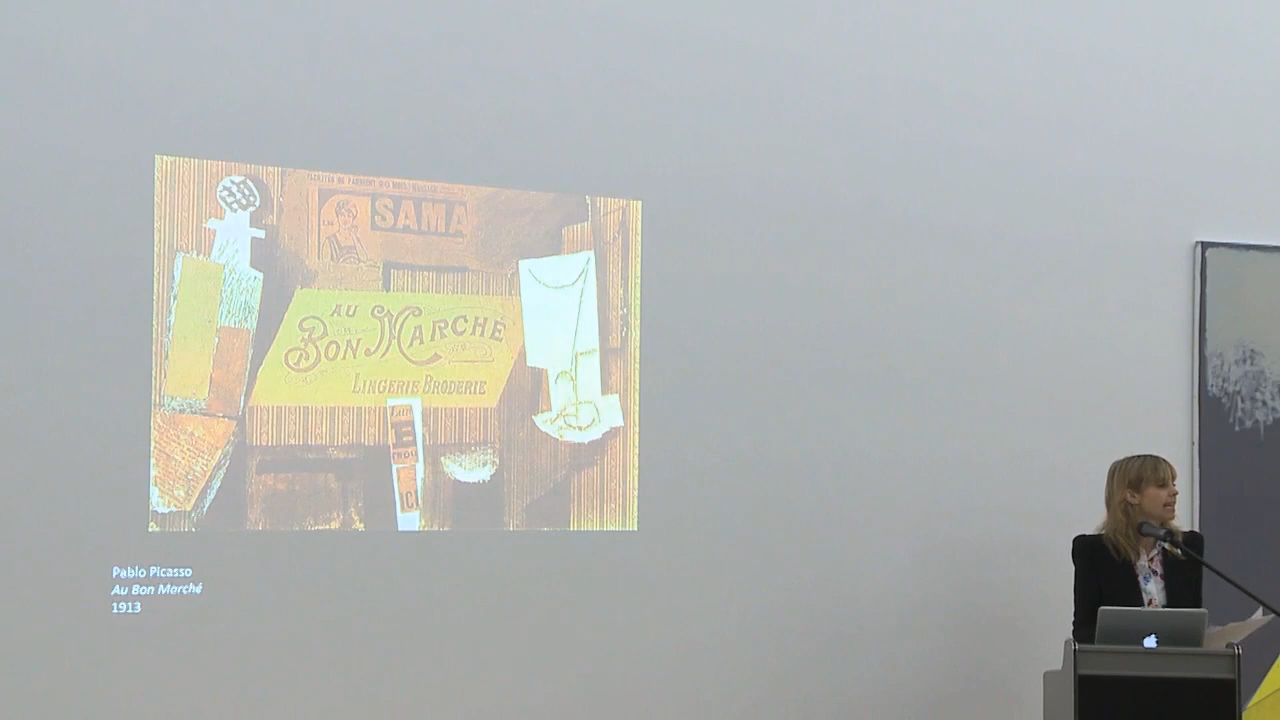 SAMA
AU
BON MARCHÉ
LINGERIE BRODERIE
Pablo Picasso
Au Bon Marché
1913